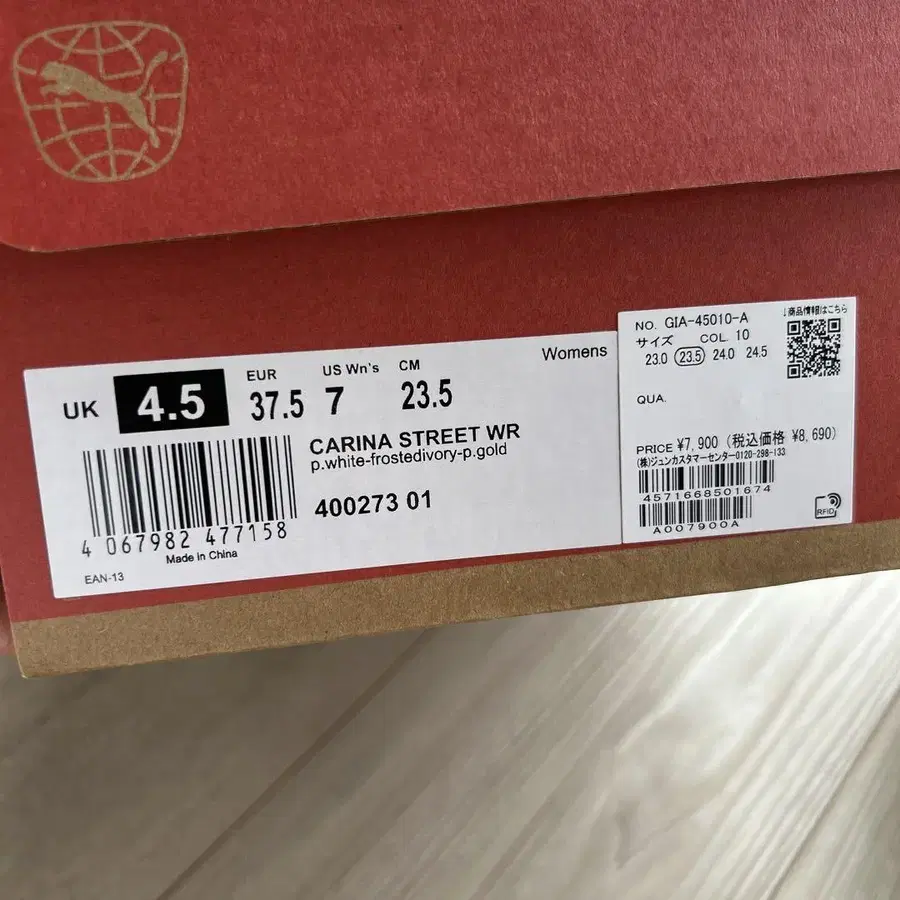 UK 4.5
EUR 37.5
US Wn's 7
CM 23.5
Womens
CARINA STREET WR
p.white-frostedivory-p.gold
400273 01
4 067982 477158
Made in China
EAN-13
↓商品情報はこちら
NO. GIA-45010-A
サイズ COL. 10
23.0 23.5 24.0 24.5
QUA.
PRICE ¥7,900 (税込価格 ¥8,690)
(株)ジュンカスタマーセンター0120-298-133
4571668501674
A007900A
RFID